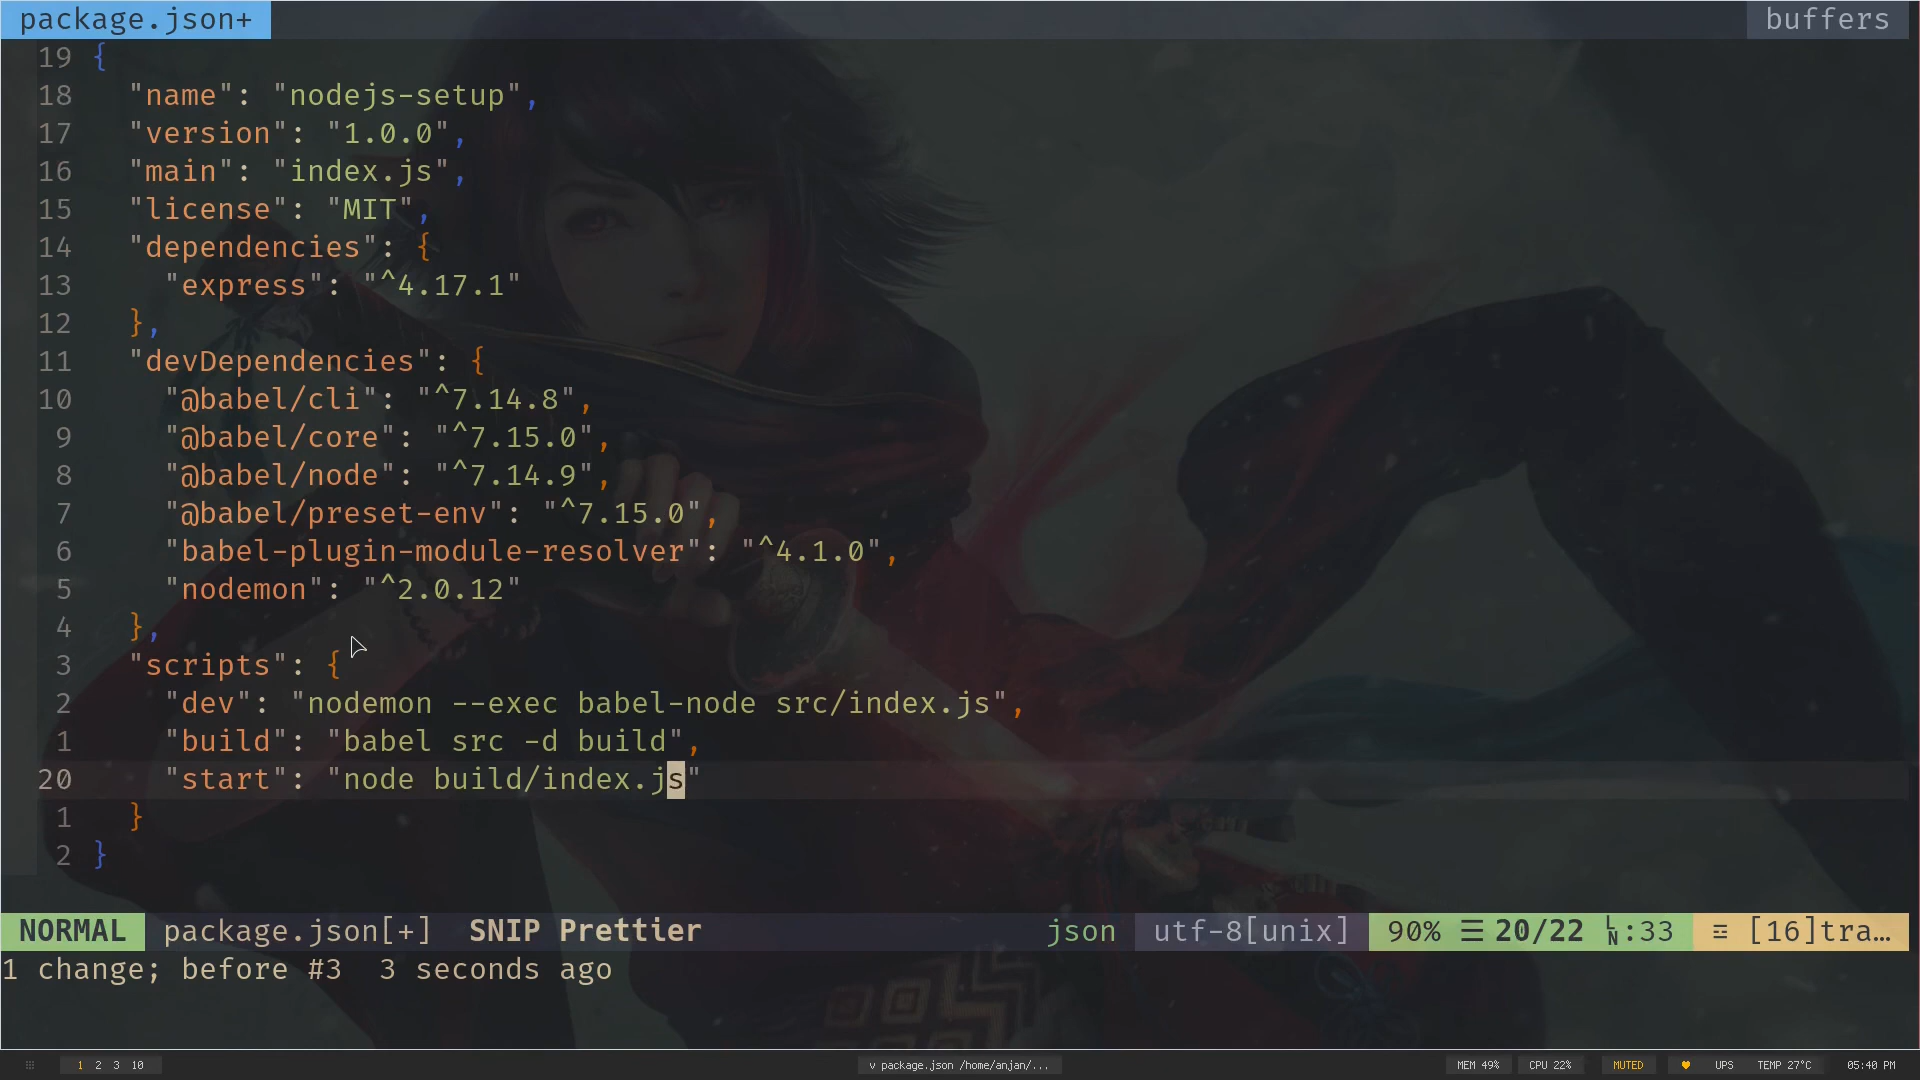 package.json+ buffers
19 {
18 "name": "nodejs-setup",
17 "version": "1.0.0",
16 "main": "index.js",
15 "license": "MIT",
14 "dependencies": {
13 "express": "^4.17.1"
12 },
11 "devDependencies": {
10 "@babel/cli": "^7.14.8",
9 "@babel/core": "^7.15.0",
8 "@babel/node": "^7.14.9",
7 "@babel/preset-env": "^7.15.0",
6 "babel-plugin-module-resolver": "^4.1.0",
5 "nodemon": "^2.0.12"
4 },
3 "scripts": {
2 "dev": "nodemon --exec babel-node src/index.js",
1 "build": "babel src -d build",
20 "start": "node build/index.js"
1 }
2 }
NORMAL package.json[+] SNIP Prettier json utf-8[unix] 90% ☰ 20/22 LN:33 [16]tra…
1 change; before #3 3 seconds ago
1 2 3 10 v package.json /home/anjan/... MEM 49% CPU 22% MUTED ♥ UPS TEMP 27°C 05:40 PM